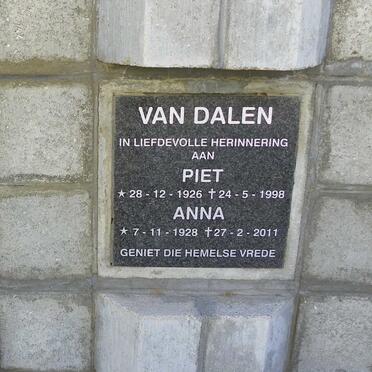 VAN DALEN
IN LIEFDEVOLLE HERINNERING
AAN
PIET
★ 28 - 12 - 1926 ✝ 24 - 5 - 1998
ANNA
★ 7 - 11 - 1928 ✝ 27 - 2 - 2011
GENIET DIE HEMELSE VREDE